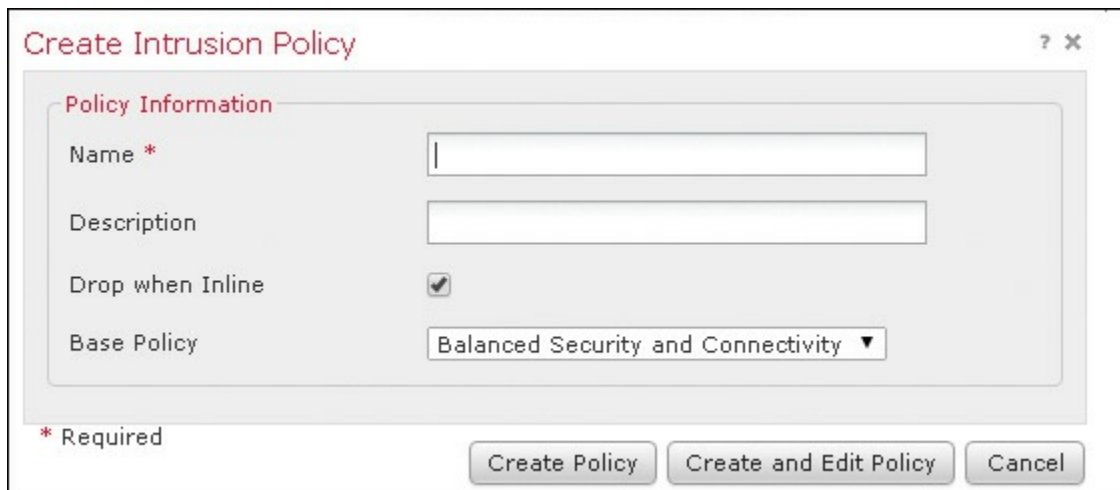 Create Intrusion Policy ? ✖
Policy Information
Name *
Description
Drop when Inline
Base Policy Balanced Security and Connectivity ▼
* Required
Create Policy Create and Edit Policy Cancel